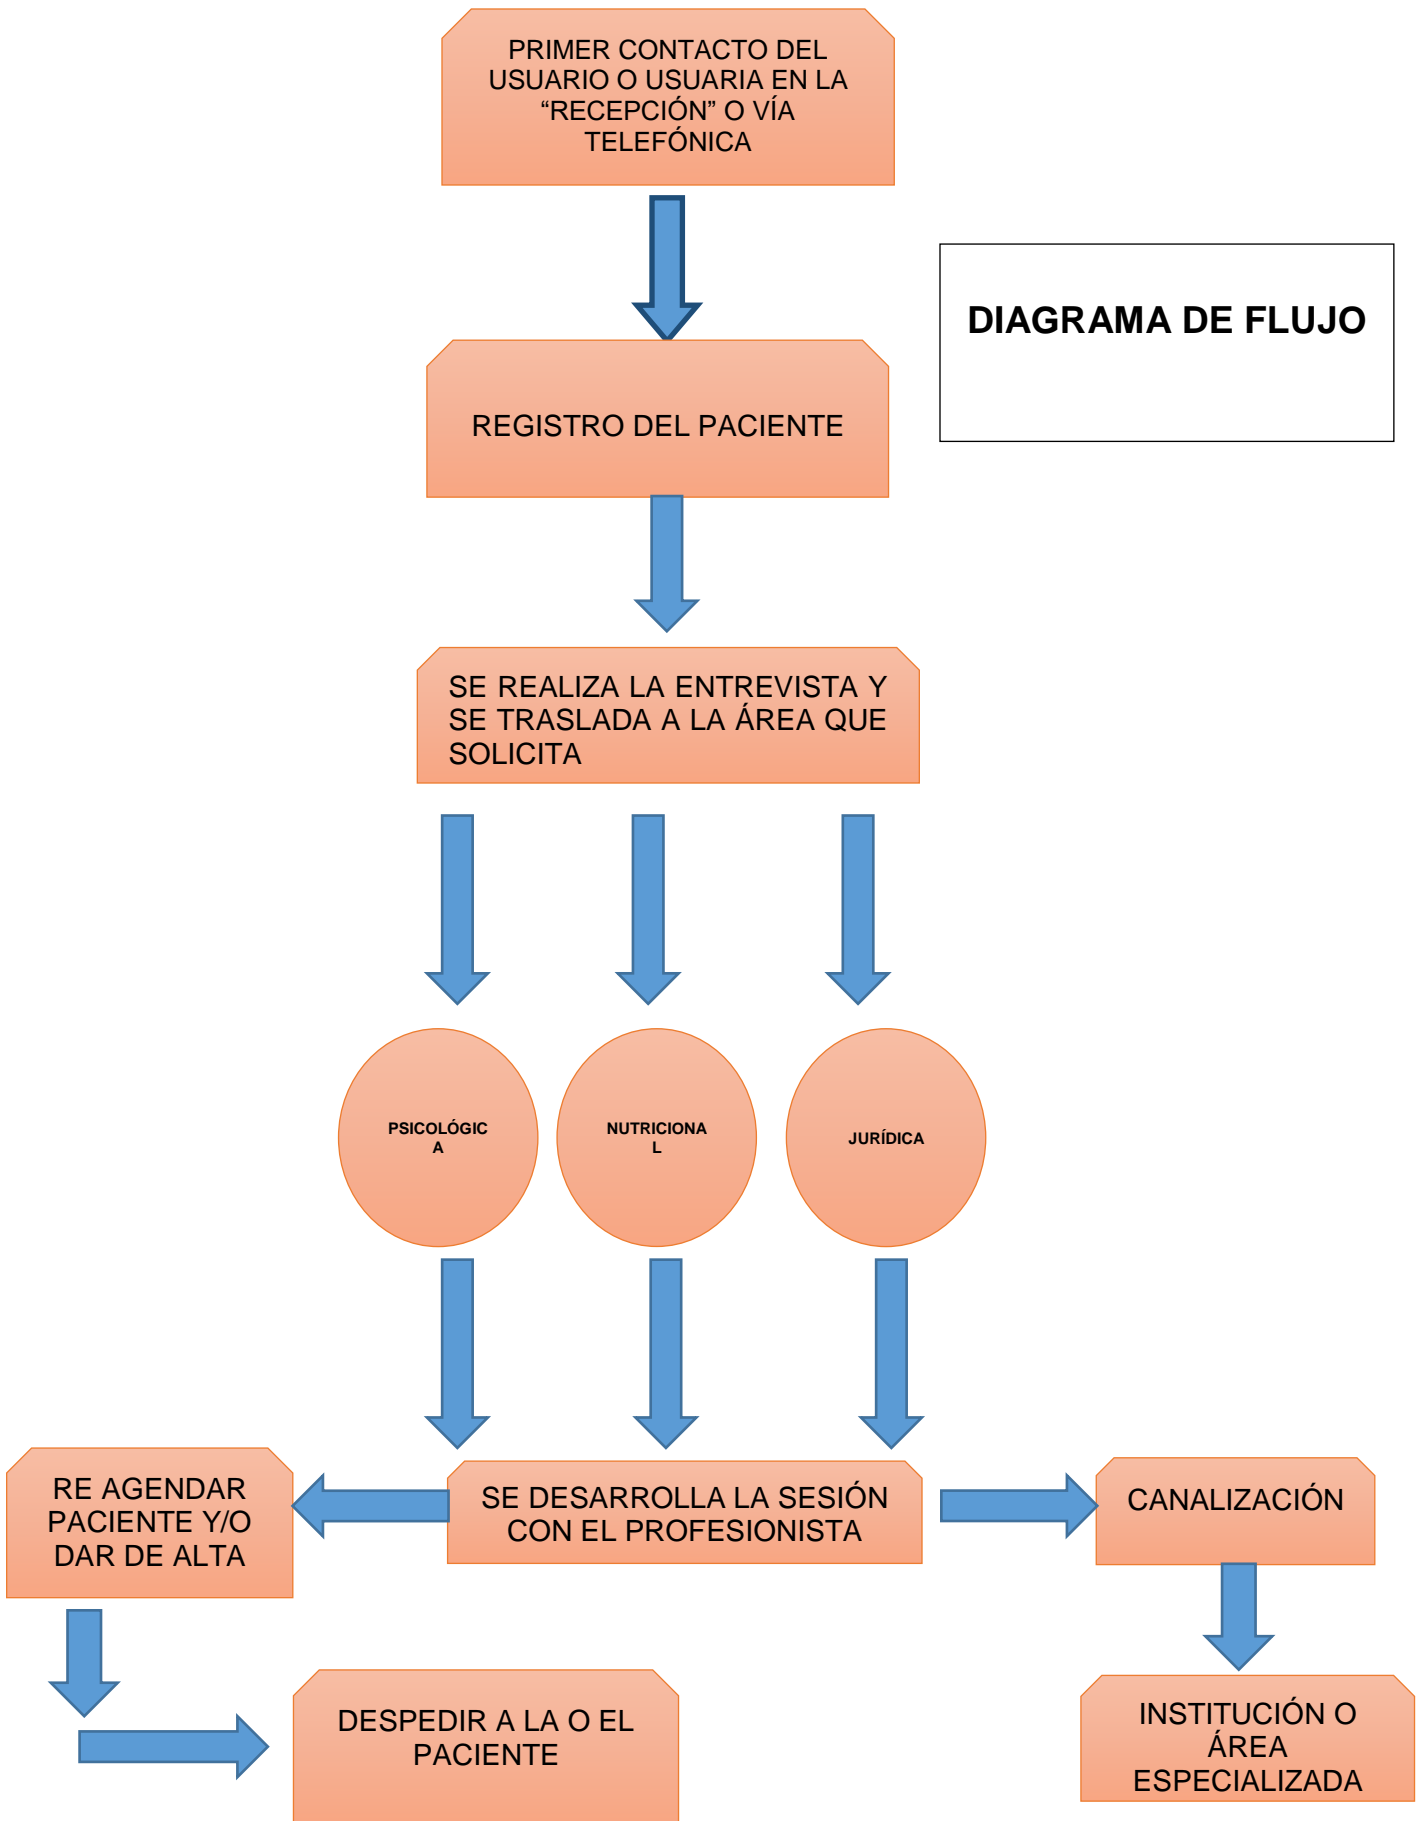 PRIMER CONTACTO DEL
USUARIO O USUARIA EN LA
“RECEPCIÓN” O VÍA
TELEFÓNICA
DIAGRAMA DE FLUJO
REGISTRO DEL PACIENTE
SE REALIZA LA ENTREVISTA Y
SE TRASLADA A LA ÁREA QUE
SOLICITA
PSICOLÓGIC
A
NUTRICIONA
L
JURÍDICA
RE AGENDAR
PACIENTE Y/O
DAR DE ALTA
SE DESARROLLA LA SESIÓN
CON EL PROFESIONISTA
CANALIZACIÓN
DESPEDIR A LA O EL
PACIENTE
INSTITUCIÓN O
ÁREA
ESPECIALIZADA